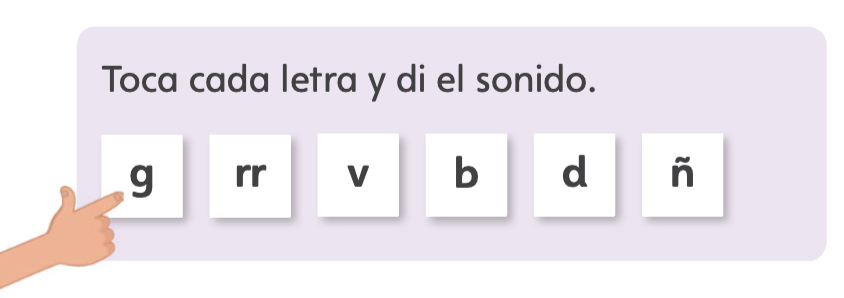 Toca cada letra y di el sonido.
g rr v b d ñ